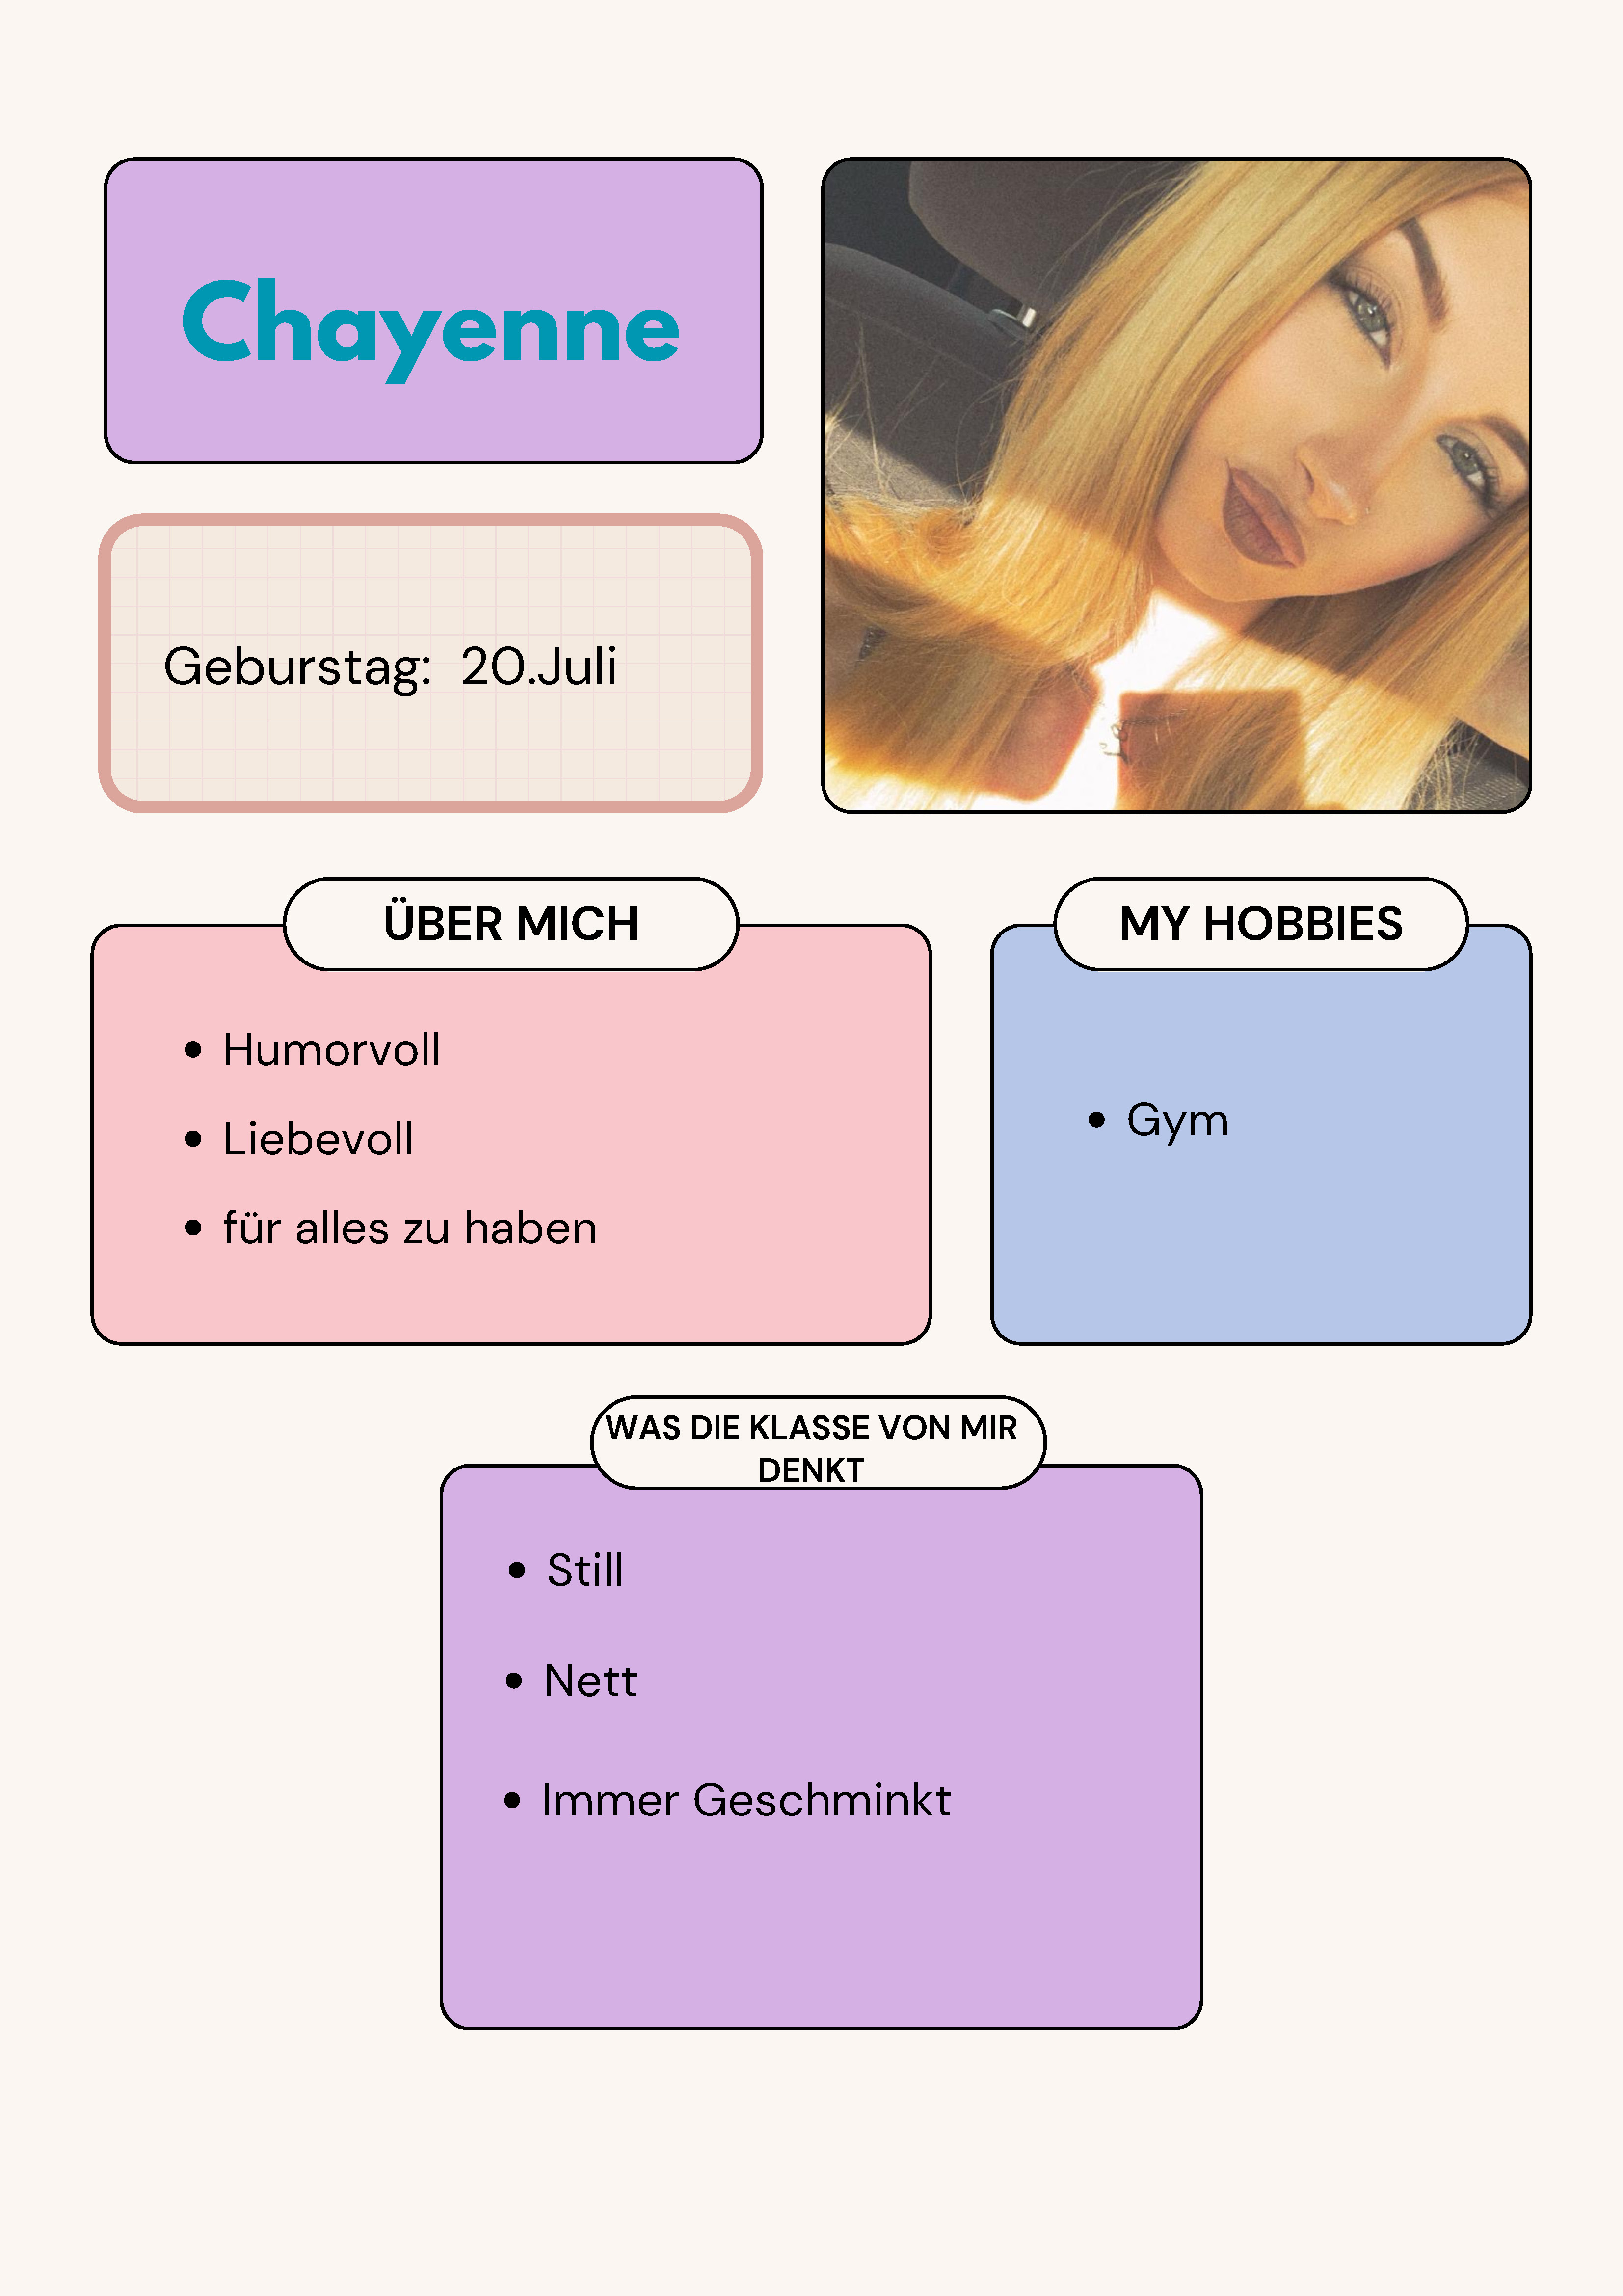 Chayenne
Geburstag: 20.Juli
ÜBER MICH
Humorvoll
Liebevoll
für alles zu haben
MY HOBBIES
Gym
WAS DIE KLASSE VON MIR
DENKT
Still
Nett
Immer Geschminkt